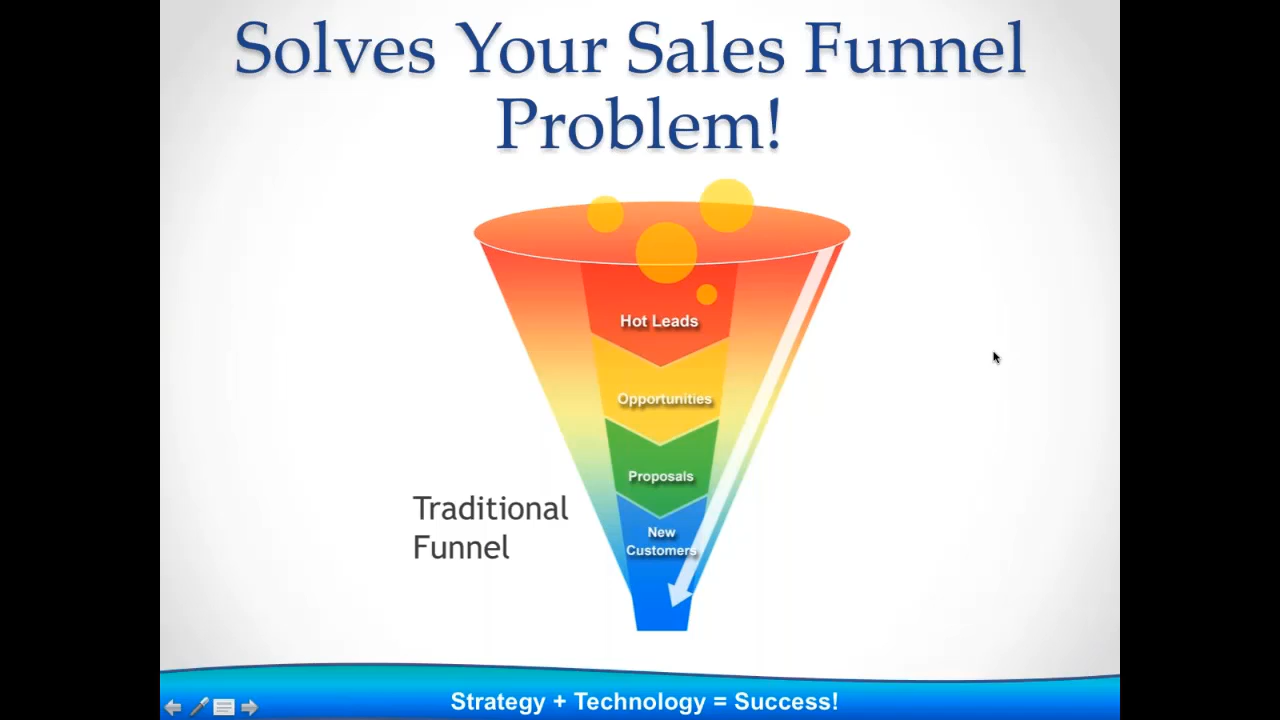 Solves Your Sales Funnel
Problem!
Hot Leads
Opportunities
Proposals
New
Customers
Traditional
Funnel
Strategy + Technology = Success!